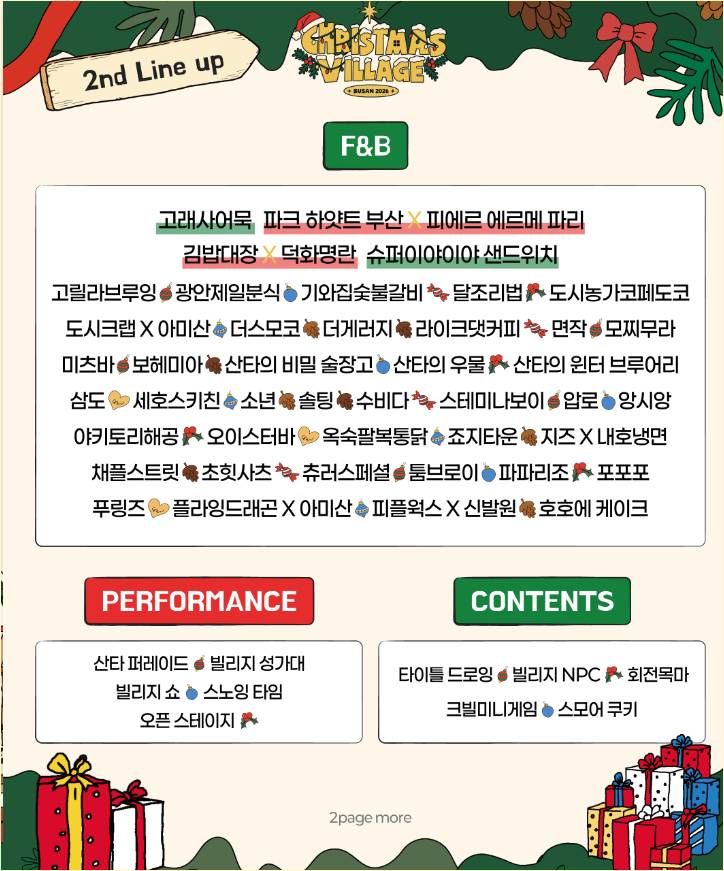 2nd Line up
CHRISTMAS
VILLAGE
BUSAN 2026
F&B
고래사어묵 파크 하얏트 부산 X 피에르 에르메 파리
김밥대장 X 덕화명란 슈퍼이야이야 샌드위치
고릴라브루잉 광안제일분식 기와집숯불갈비 달조리법 도시농가코페도코
도시크랩 X 아미산 더스모코 더게러지 라이크댓커피 면작 모찌무라
미츠바 보헤미아 산타의 비밀 술장고 산타의 우물 산타의 윈터 브루어리
삼도 세호스키친 소년 솔팅 수비다 스테미나보이 압로 앙시앙
야키토리해공 오이스터바 옥숙팔복통닭 죠지타운 지즈 X 내호냉면
채플스트릿 초힛사츠 츄러스페셜 툼브로이 파파리조 포포포
푸링즈 플라잉드래곤 X 아미산 피플웍스 X 신발원 호호에 케이크
PERFORMANCE
산타 퍼레이드 빌리지 성가대
빌리지 쇼 스노잉 타임
오픈 스테이지
CONTENTS
타이틀 드로잉 빌리지 NPC 회전목마
크빌미니게임 스모어 쿠키
2page more